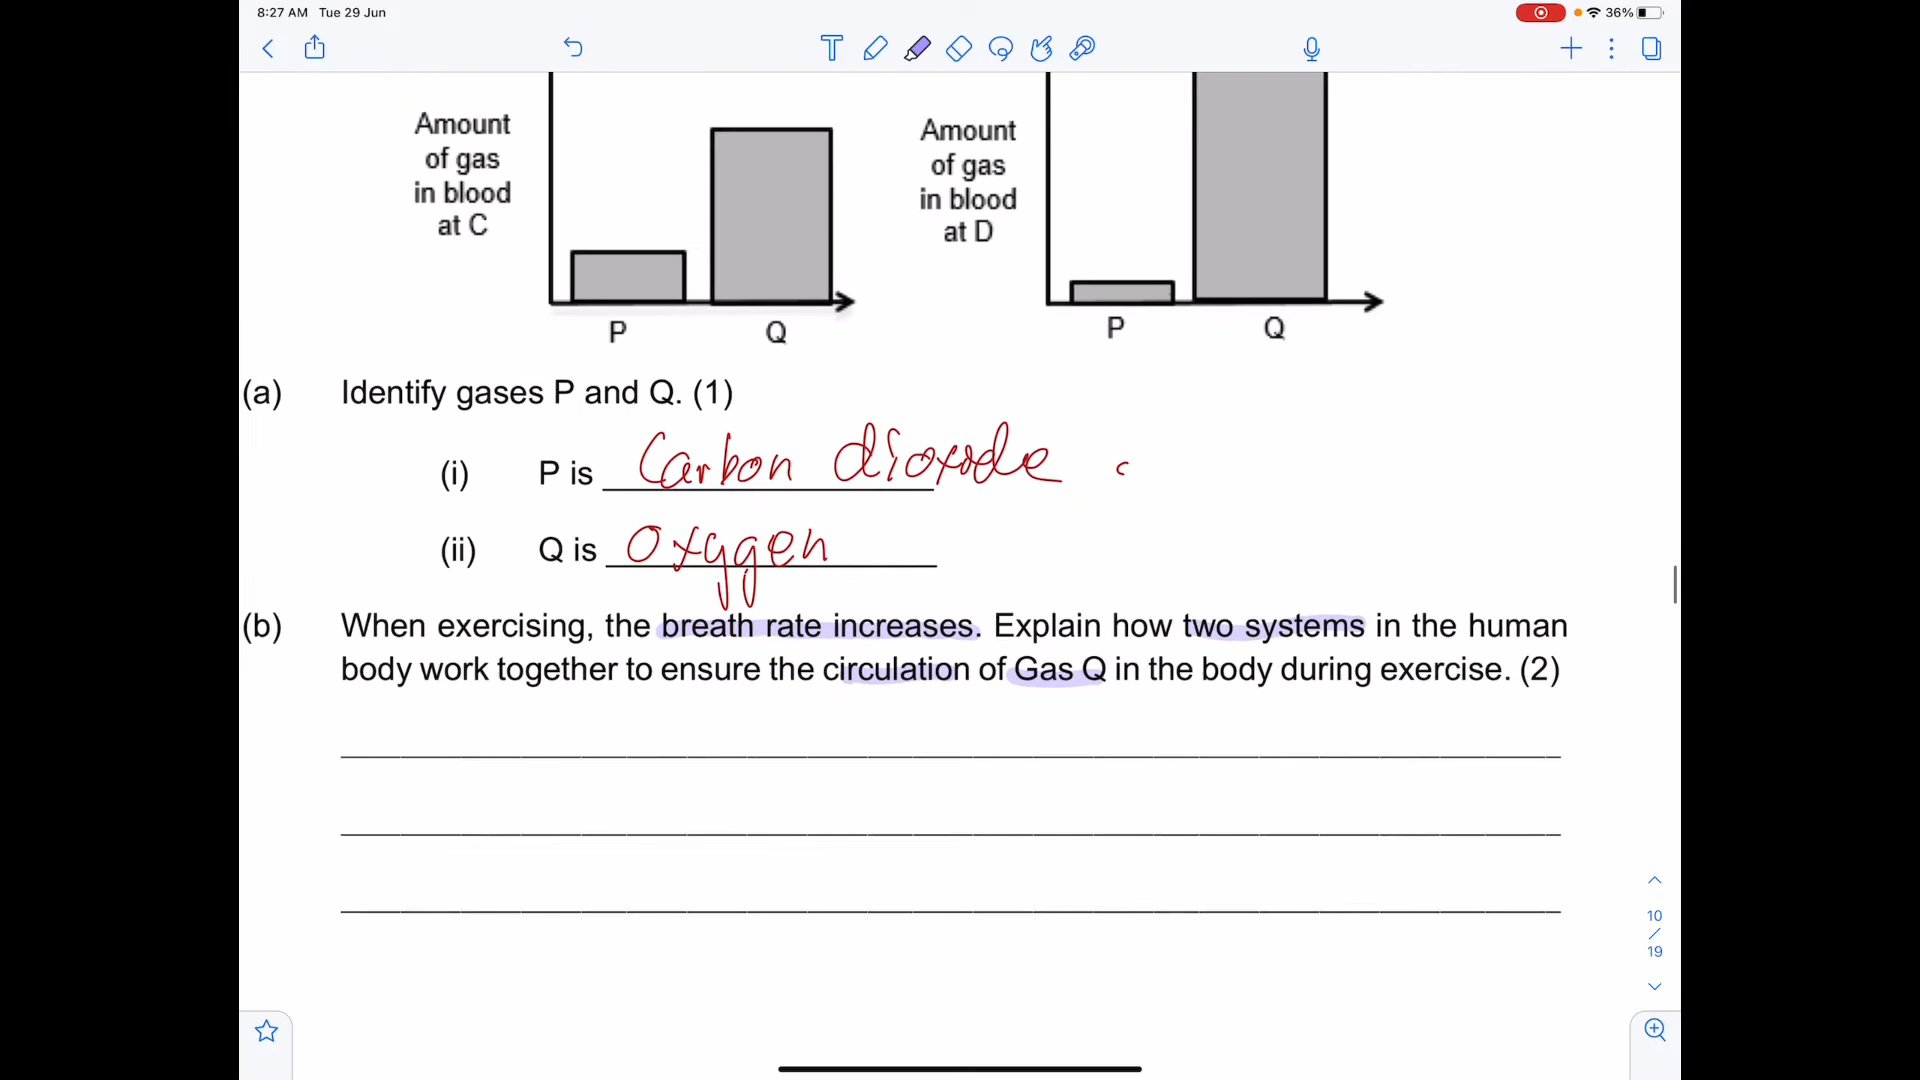 8:27 AM Tue 29 Jun
36%
Amount
of gas
in blood
at C
P Q
Amount
of gas
in blood
at D
P Q
(a) Identify gases P and Q. (1)
(i) P is Carbon dioxode c
(ii) Q is Oxygen
(b) When exercising, the breath rate increases. Explain how two systems in the human
body work together to ensure the circulation of Gas Q in the body during exercise. (2)
10
/
19